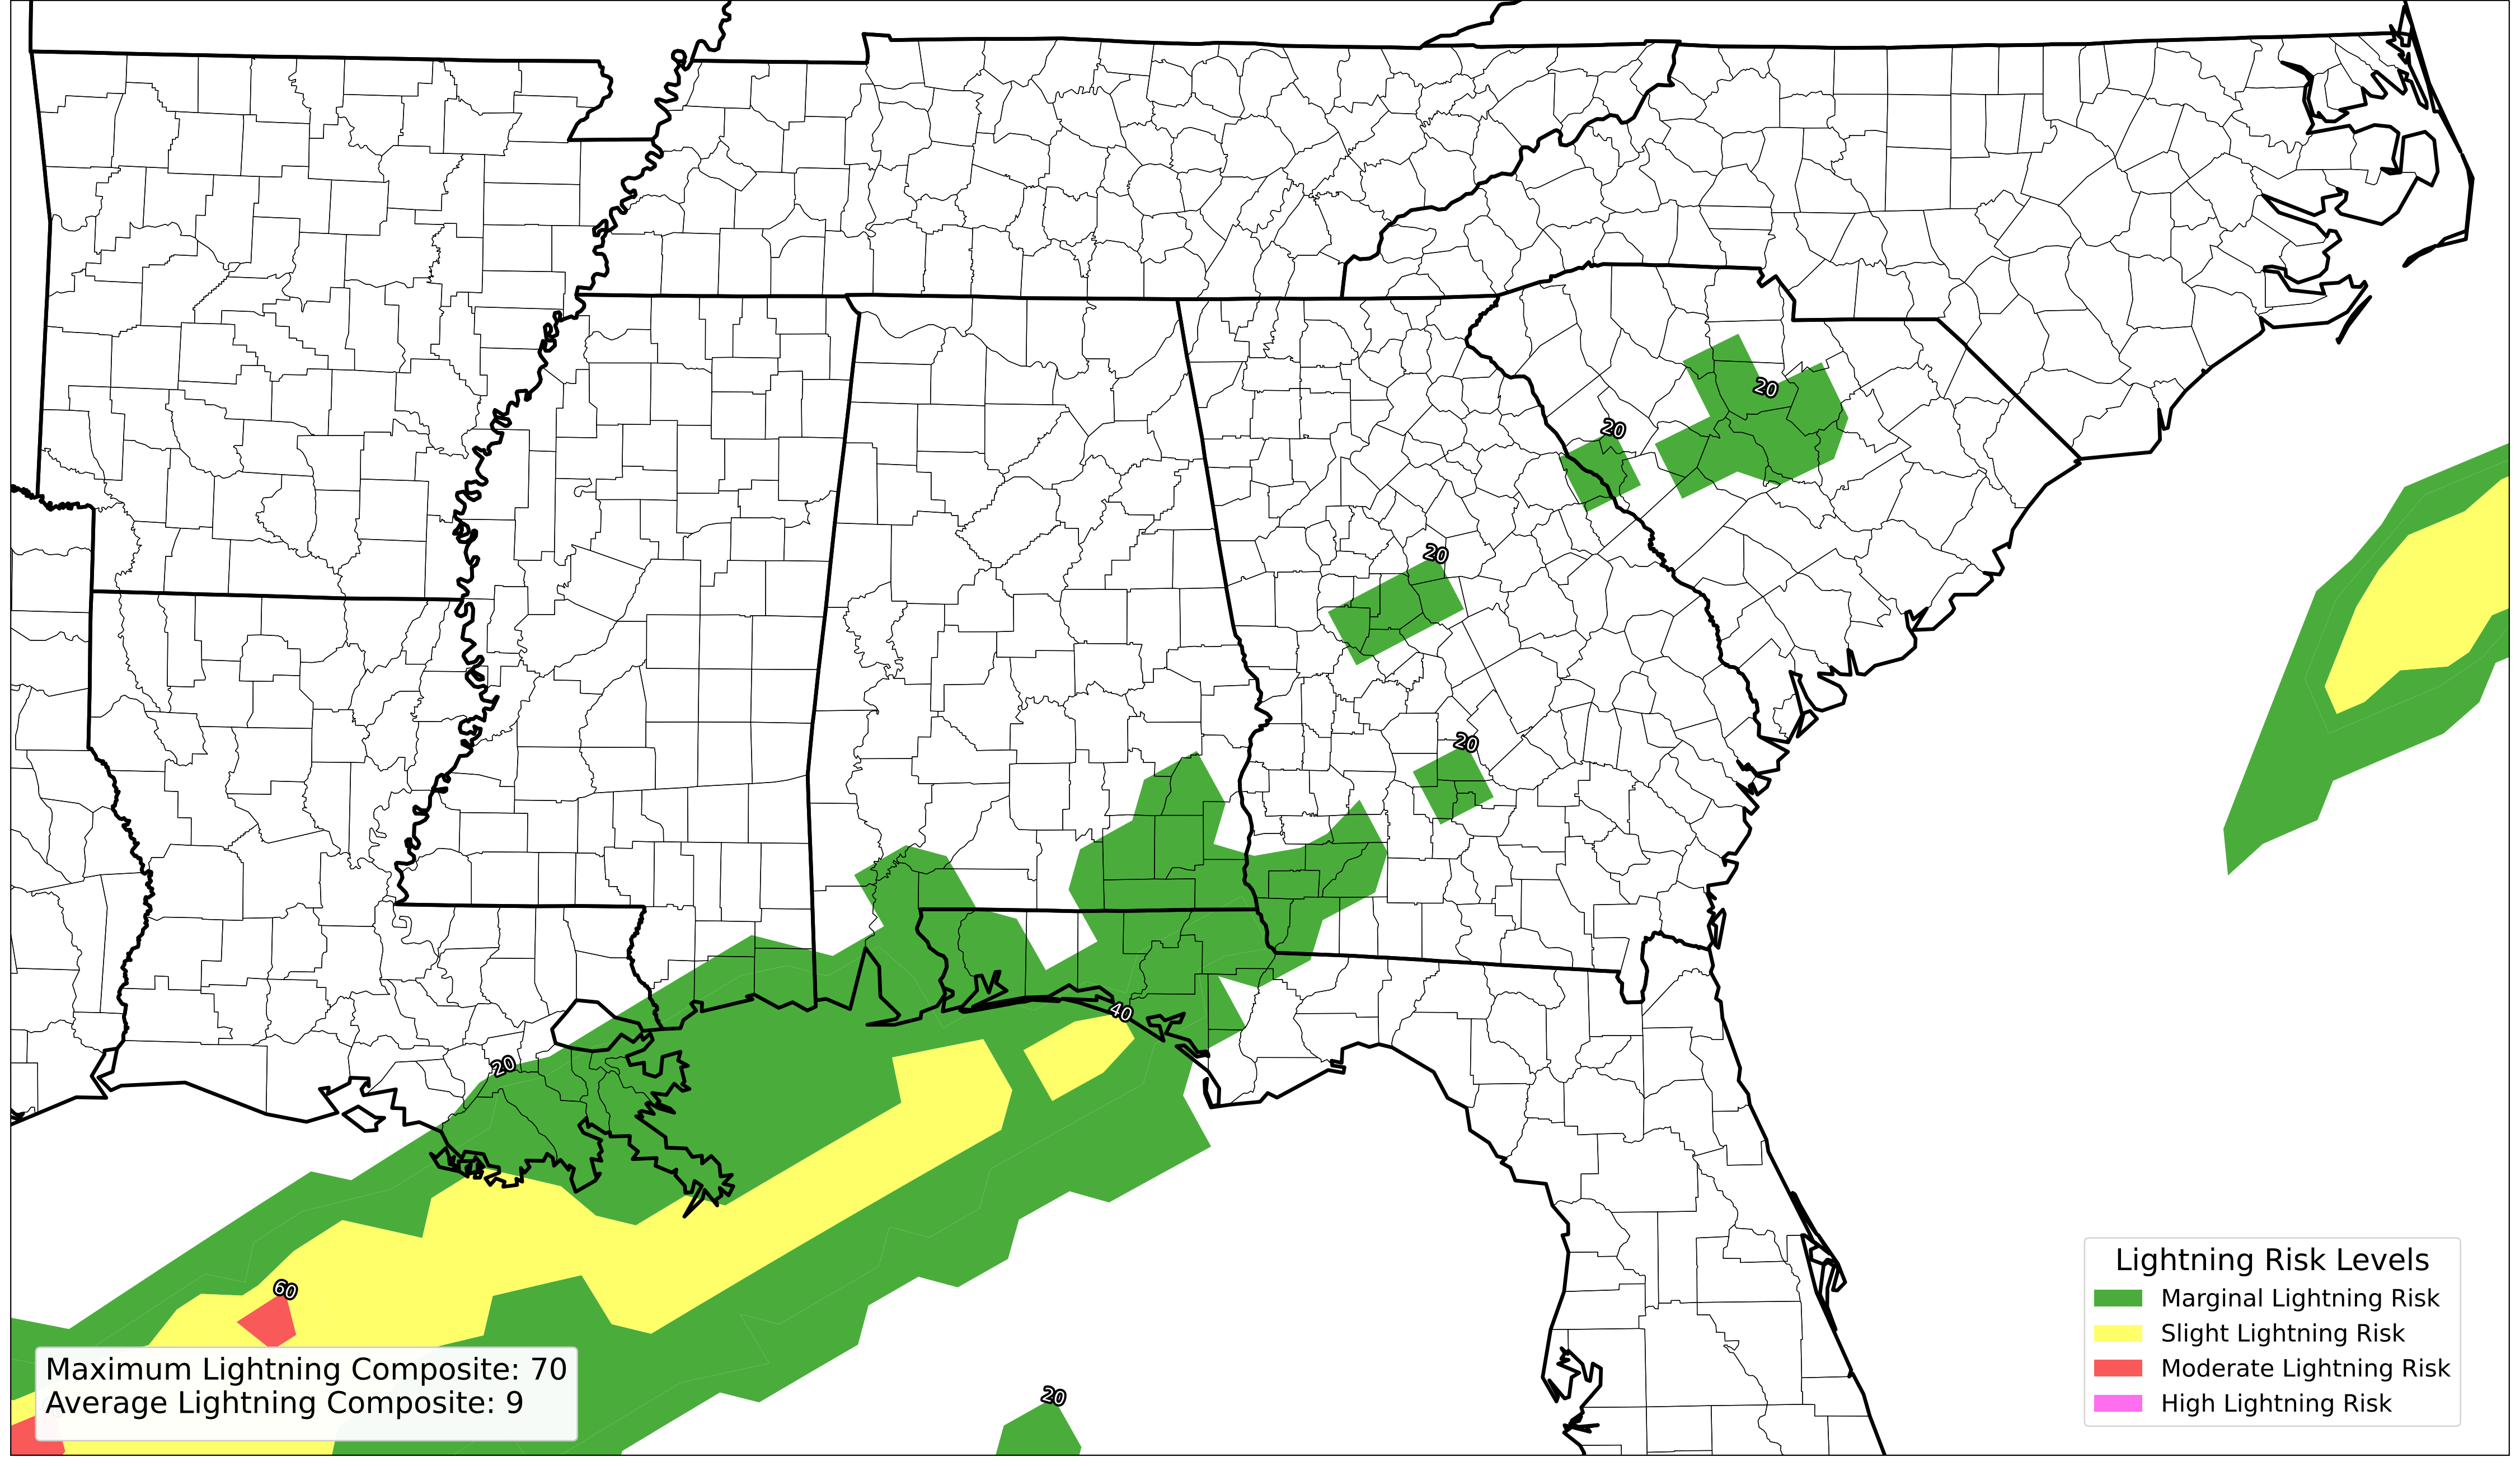 20
20
20
20
40
20
60
20
Maximum Lightning Composite: 70
Average Lightning Composite: 9
Lightning Risk Levels
Marginal Lightning Risk
Slight Lightning Risk
Moderate Lightning Risk
High Lightning Risk